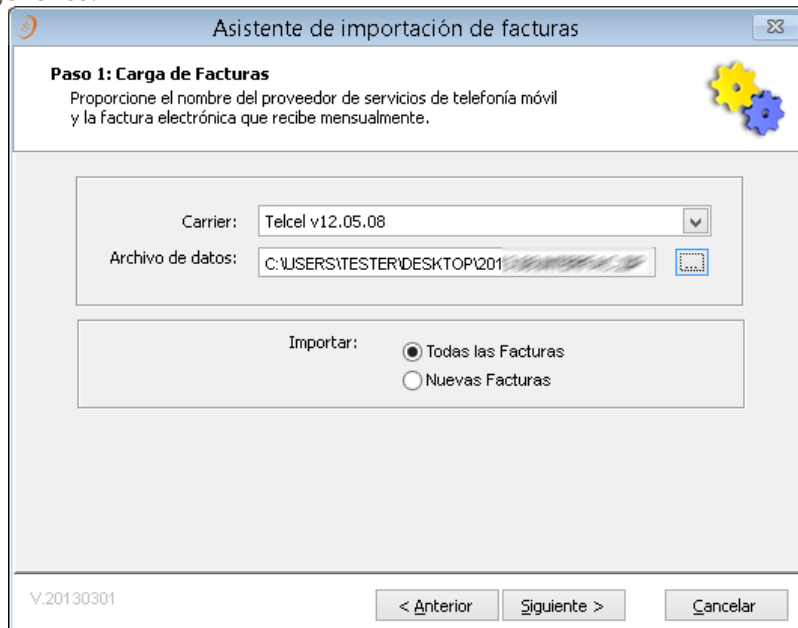 Asistente de importación de facturas
Paso 1: Carga de Facturas
Proporcione el nombre del proveedor de servicios de telefonía móvil
y la factura electrónica que recibe mensualmente.
Carrier: Telcel v12.05.08
Archivo de datos: C:\USERS\TESTER\DESKTOP\201
...
Importar: Todas las Facturas
Nuevas Facturas
V.20130301
< Anterior Siguiente > Cancelar